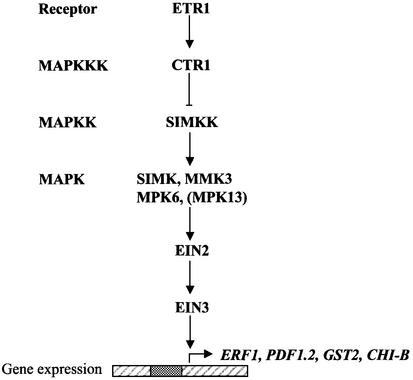 Receptor ETR1
MAPKKK CTR1
MAPKK SIMKK
MAPK SIMK, MMK3
MPK6, (MPK13)
EIN2
EIN3
ERF1, PDF1.2, GST2, CHI-B
Gene expression